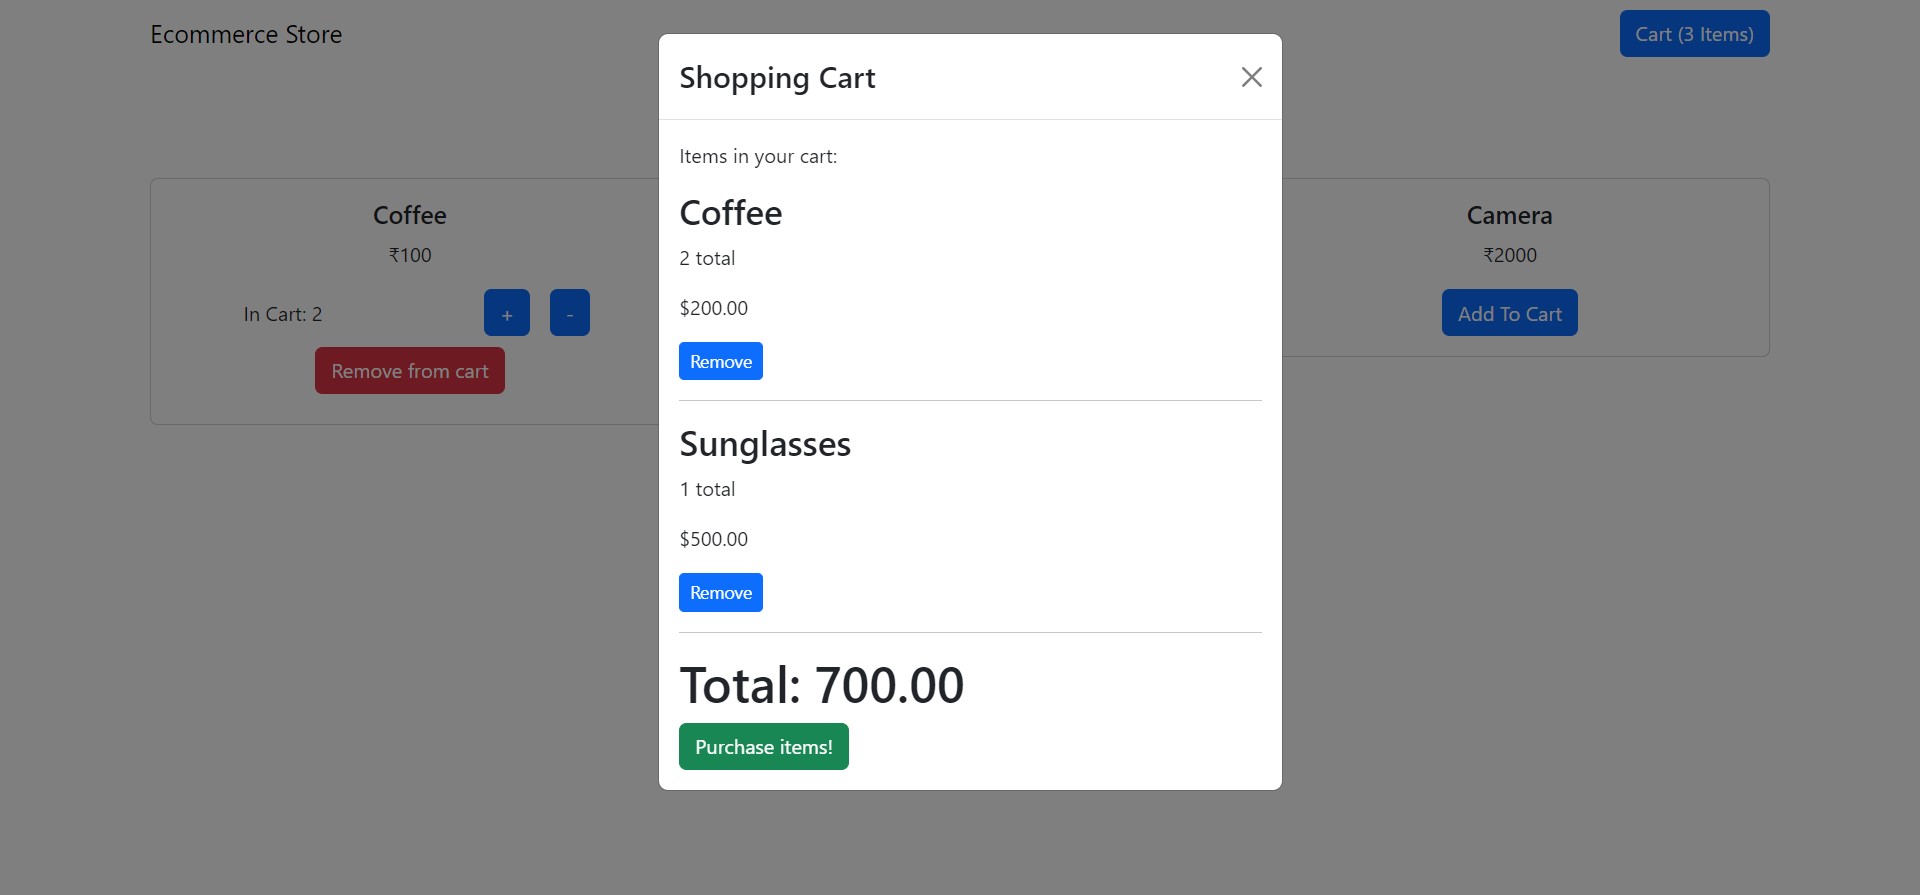 Ecommerce Store
Cart (3 Items)
Shopping Cart
Items in your cart:
Coffee
2 total
$200.00
Remove
Sunglasses
1 total
$500.00
Remove
Total: 700.00
Purchase items!
Coffee
₹100
In Cart: 2
+
-
Remove from cart
Camera
₹2000
Add To Cart